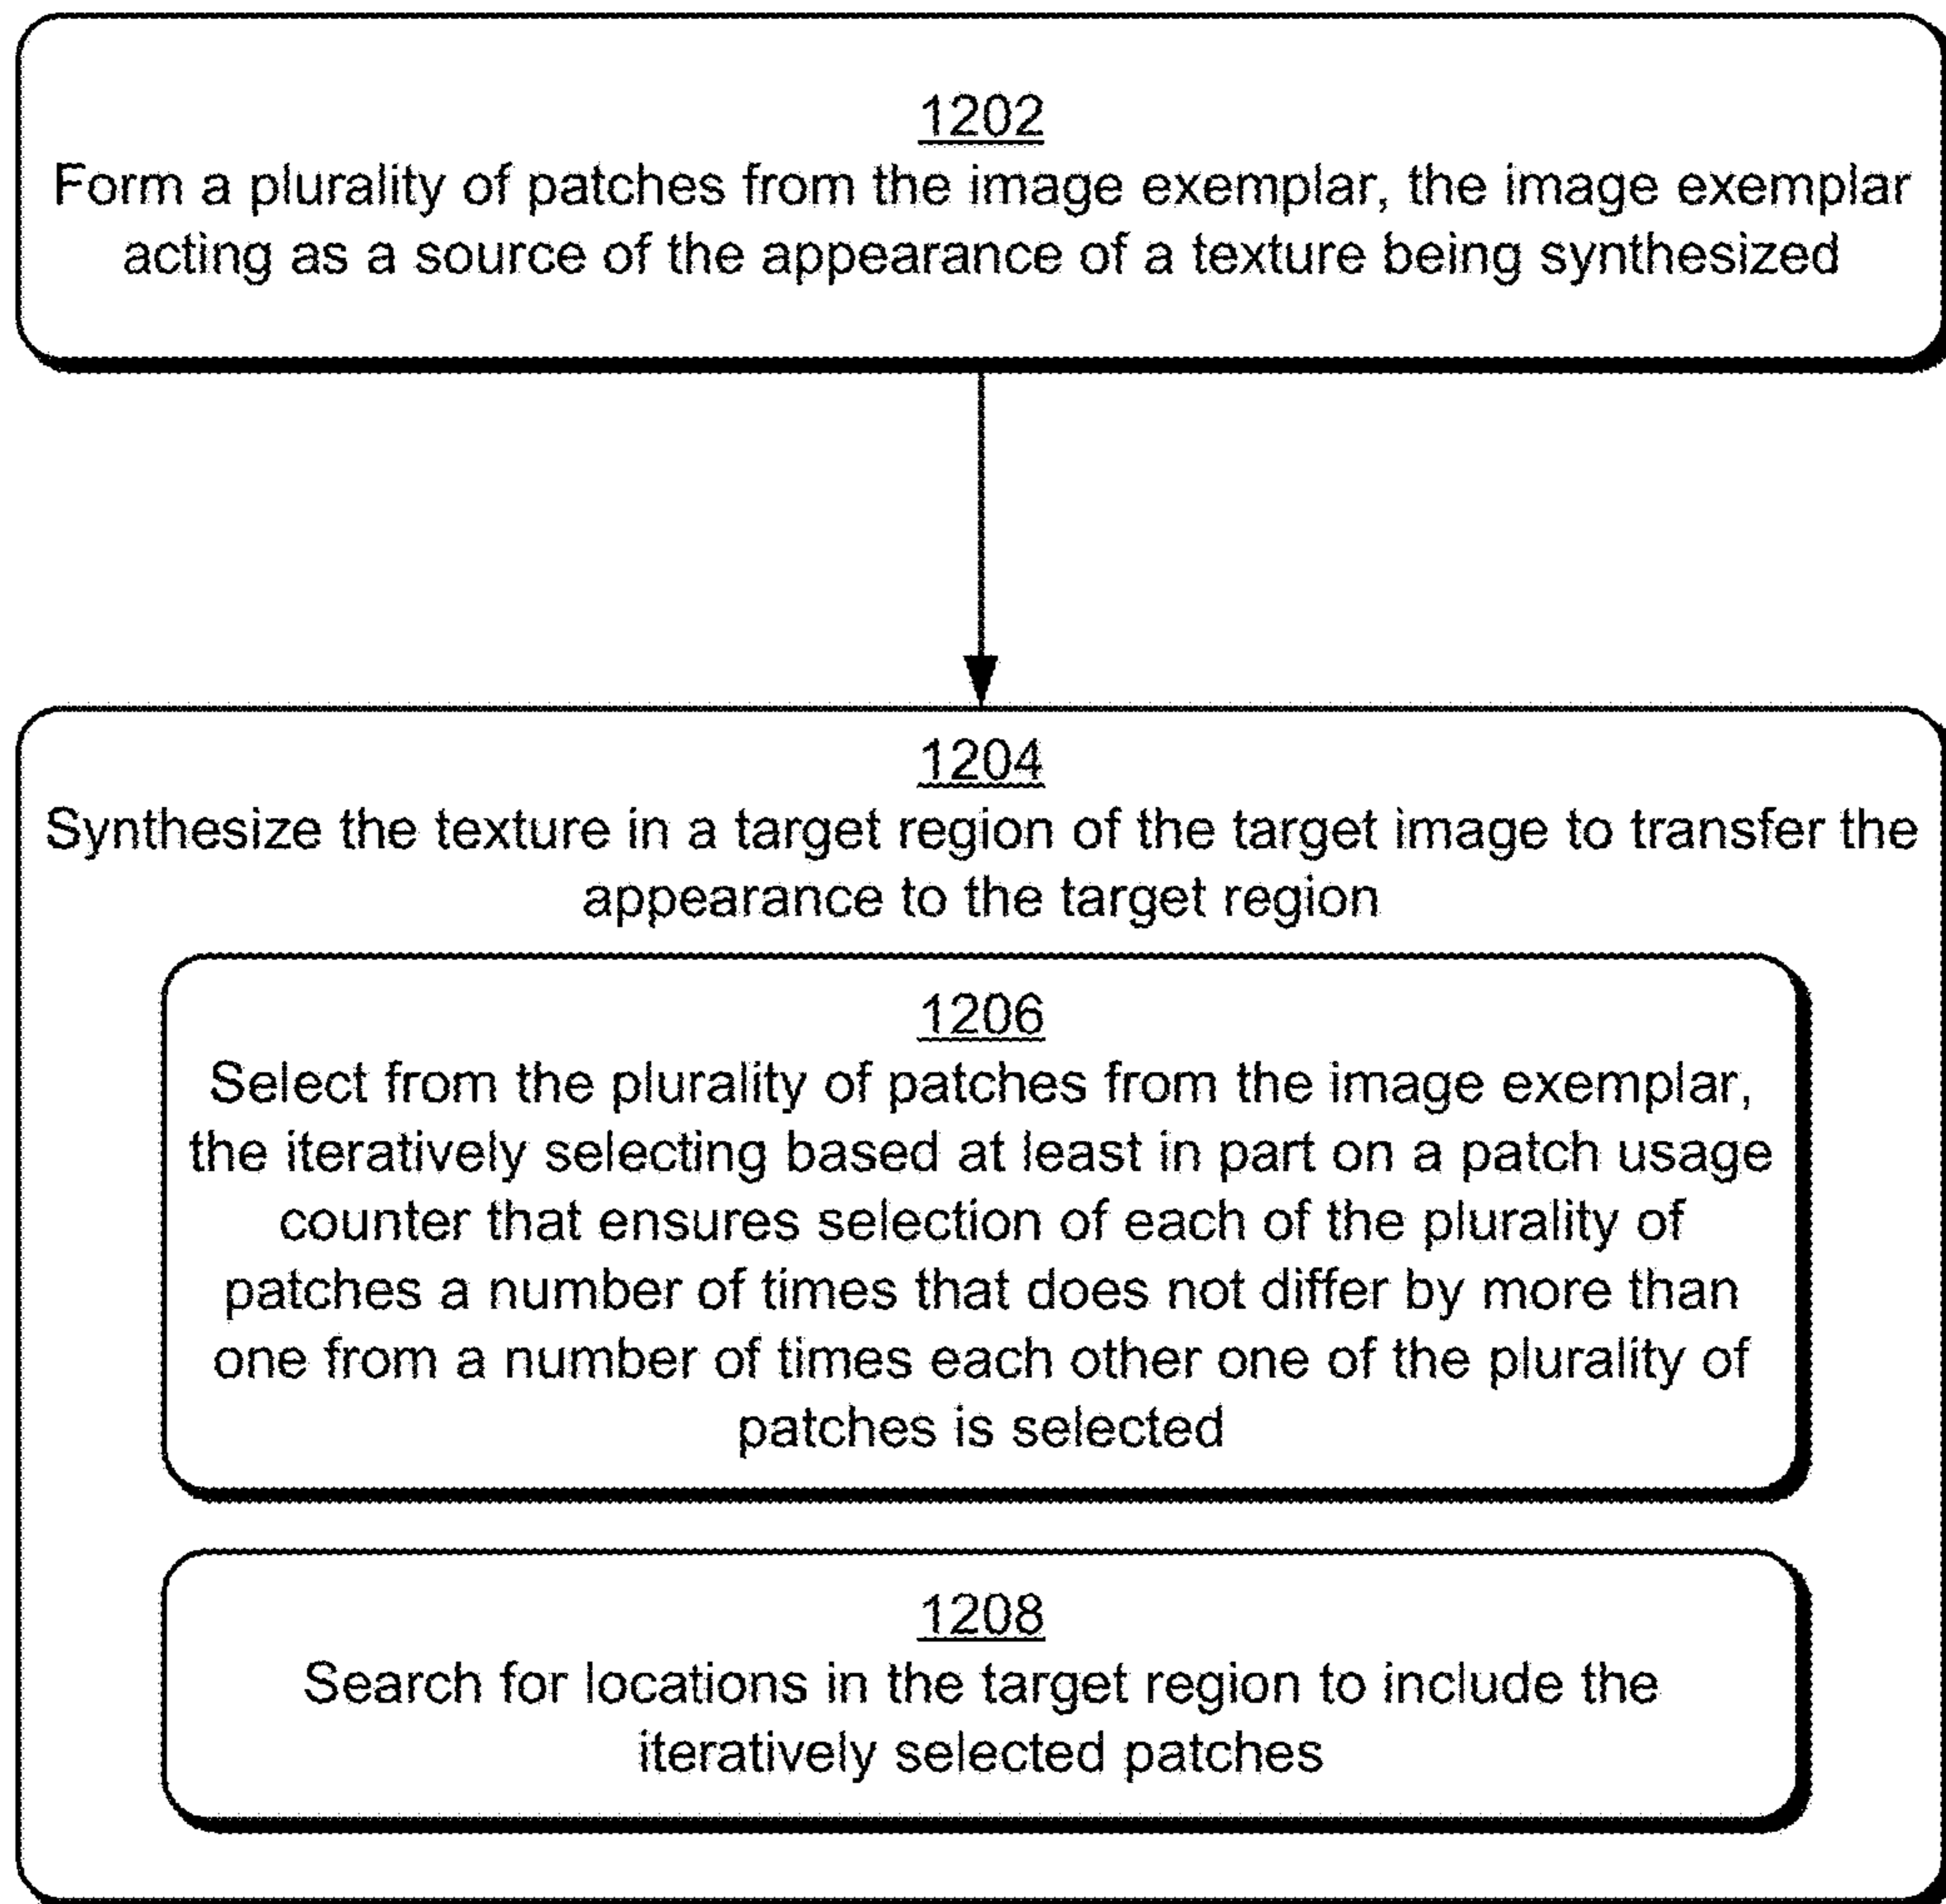 1202
Form a plurality of patches from the image exemplar, the image exemplar
acting as a source of the appearance of a texture being synthesized
1204
Synthesize the texture in a target region of the target image to transfer the
appearance to the target region
1206
Select from the plurality of patches from the image exemplar,
the iteratively selecting based at least in part on a patch usage
counter that ensures selection of each of the plurality of
patches a number of times that does not differ by more than
one from a number of times each other one of the plurality of
patches is selected
1208
Search for locations in the target region to include the
iteratively selected patches